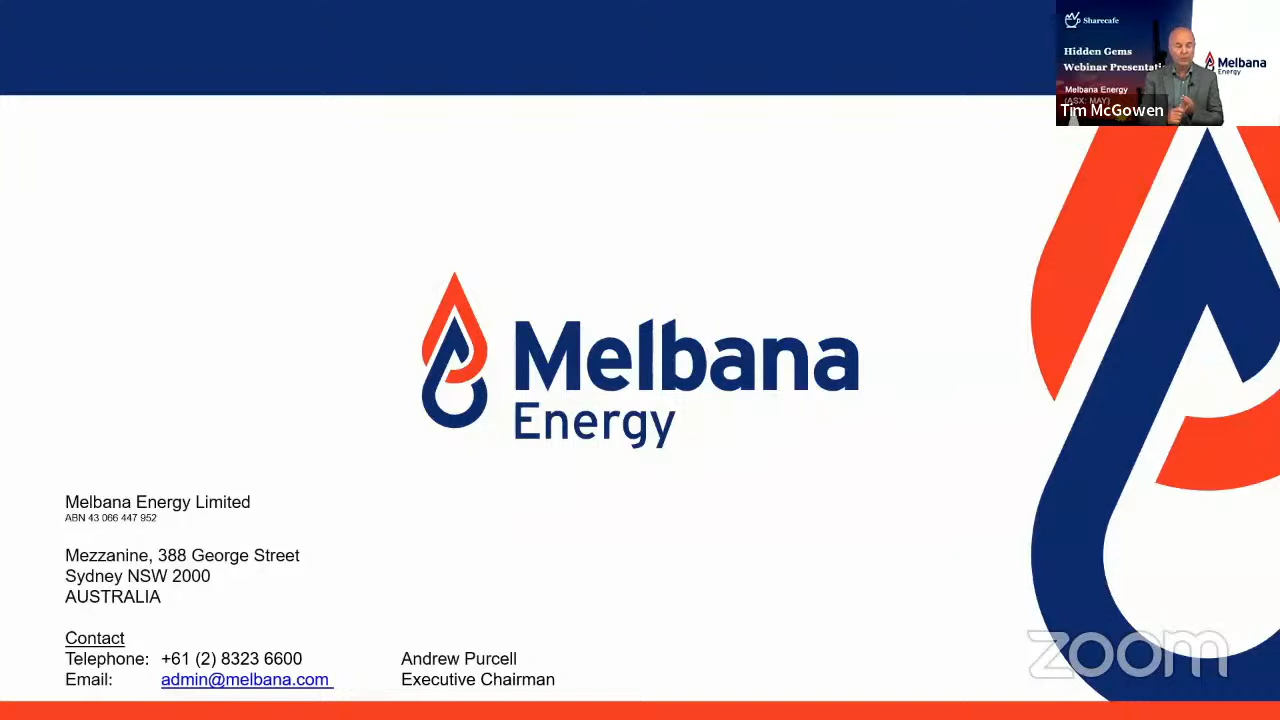 Sharecafe
Hidden Gems
Webinar Presentati
Melbana Energy
(ASX: MAY)
Melbana
Energy
Tim McGowen
Melbana
Energy
Melbana Energy Limited
ABN 43 066 447 952
Mezzanine, 388 George Street
Sydney NSW 2000
AUSTRALIA
Contact
Telephone: +61 (2) 8323 6600 Andrew Purcell
Email: admin@melbana.com Executive Chairman
zoom